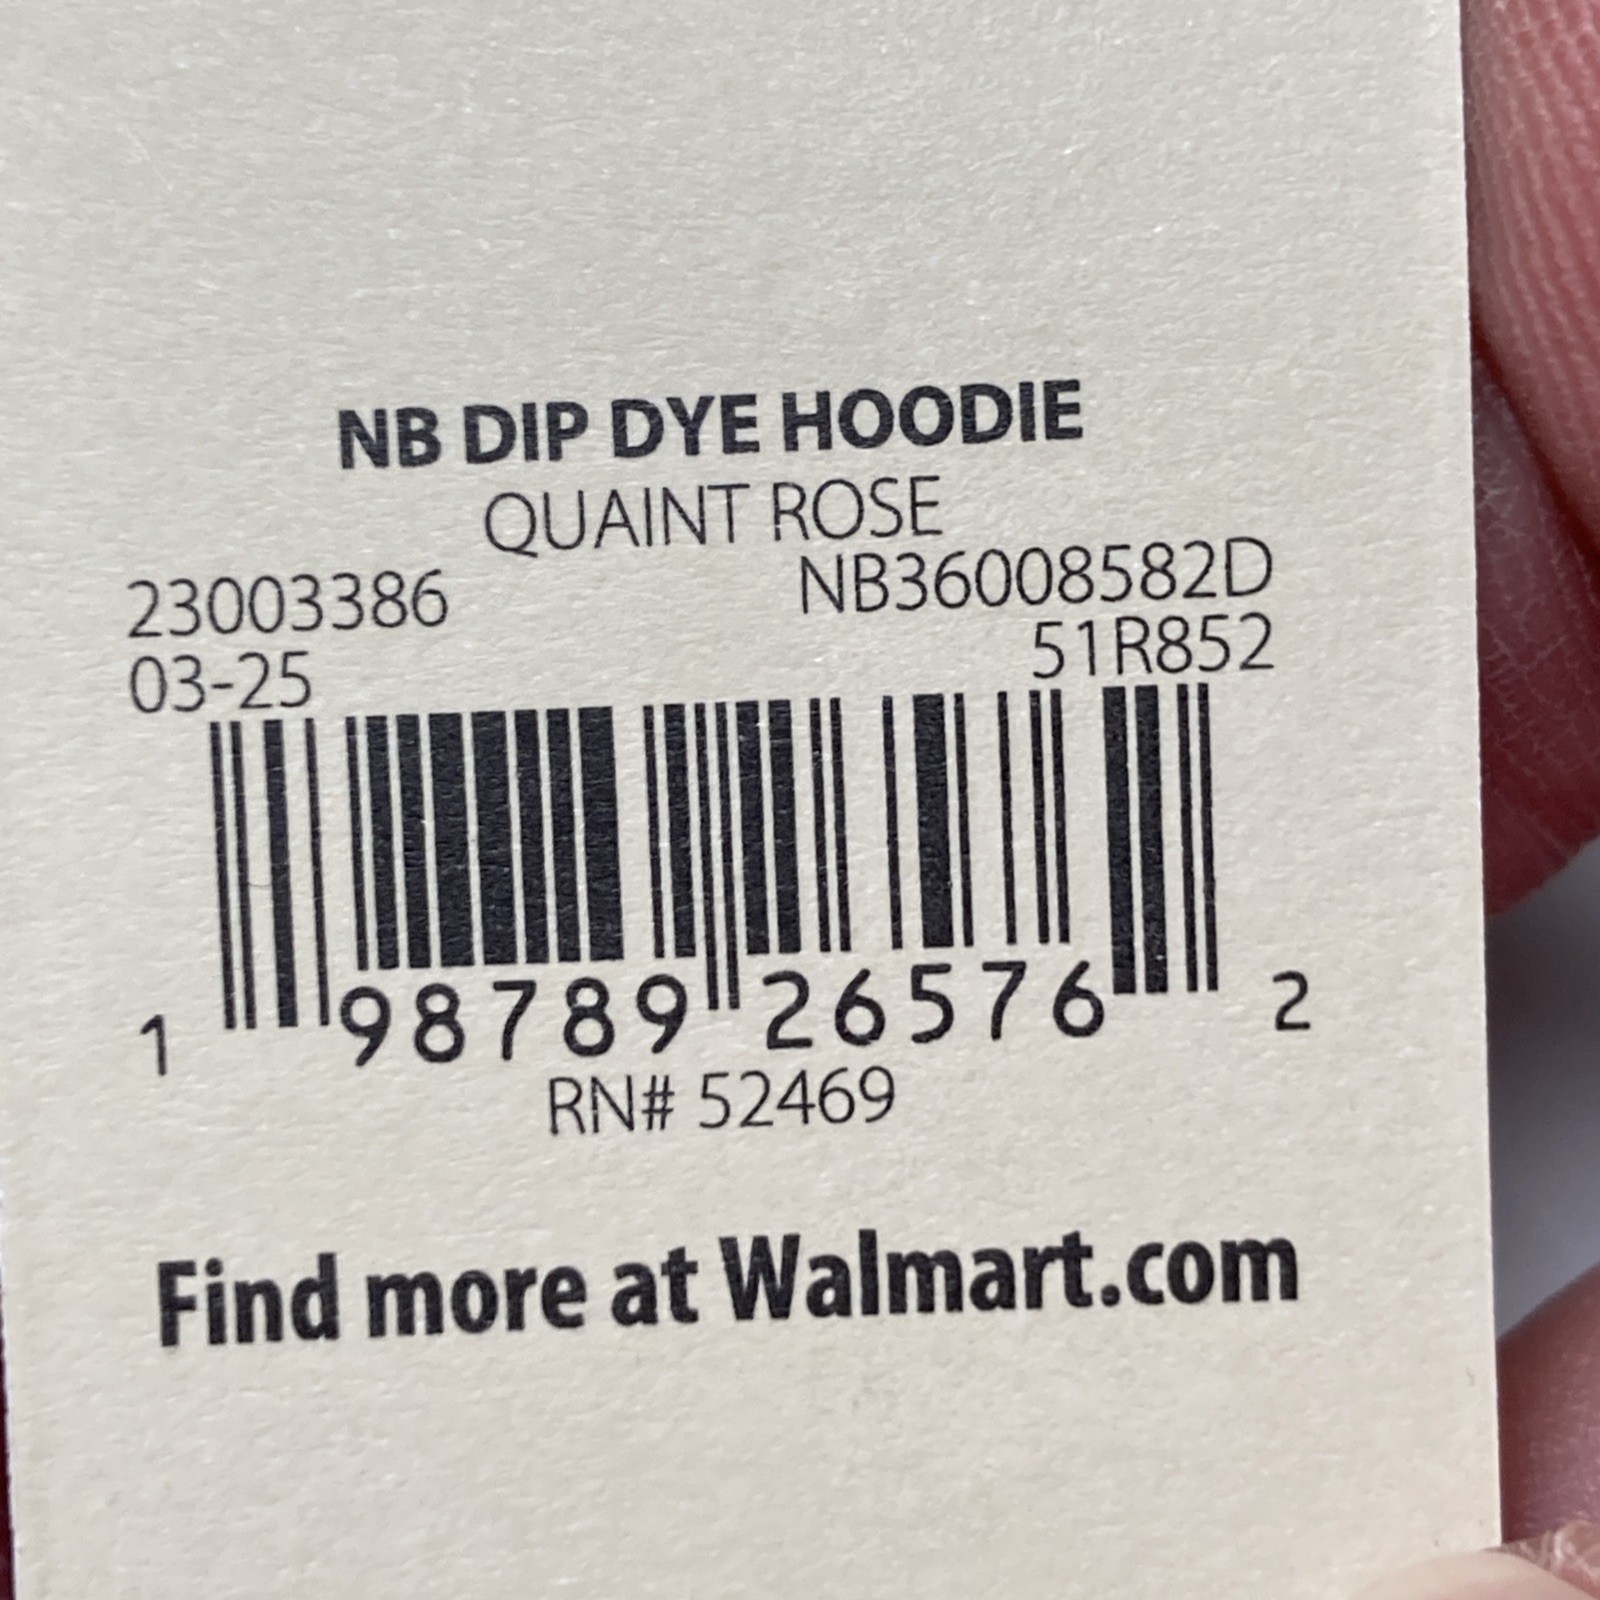 NB DIP DYE HOODIE
QUAINT ROSE
23003386 NB36008582D
03-25 51R852
1 98789 26576 2
RN# 52469
Find more at Walmart.com